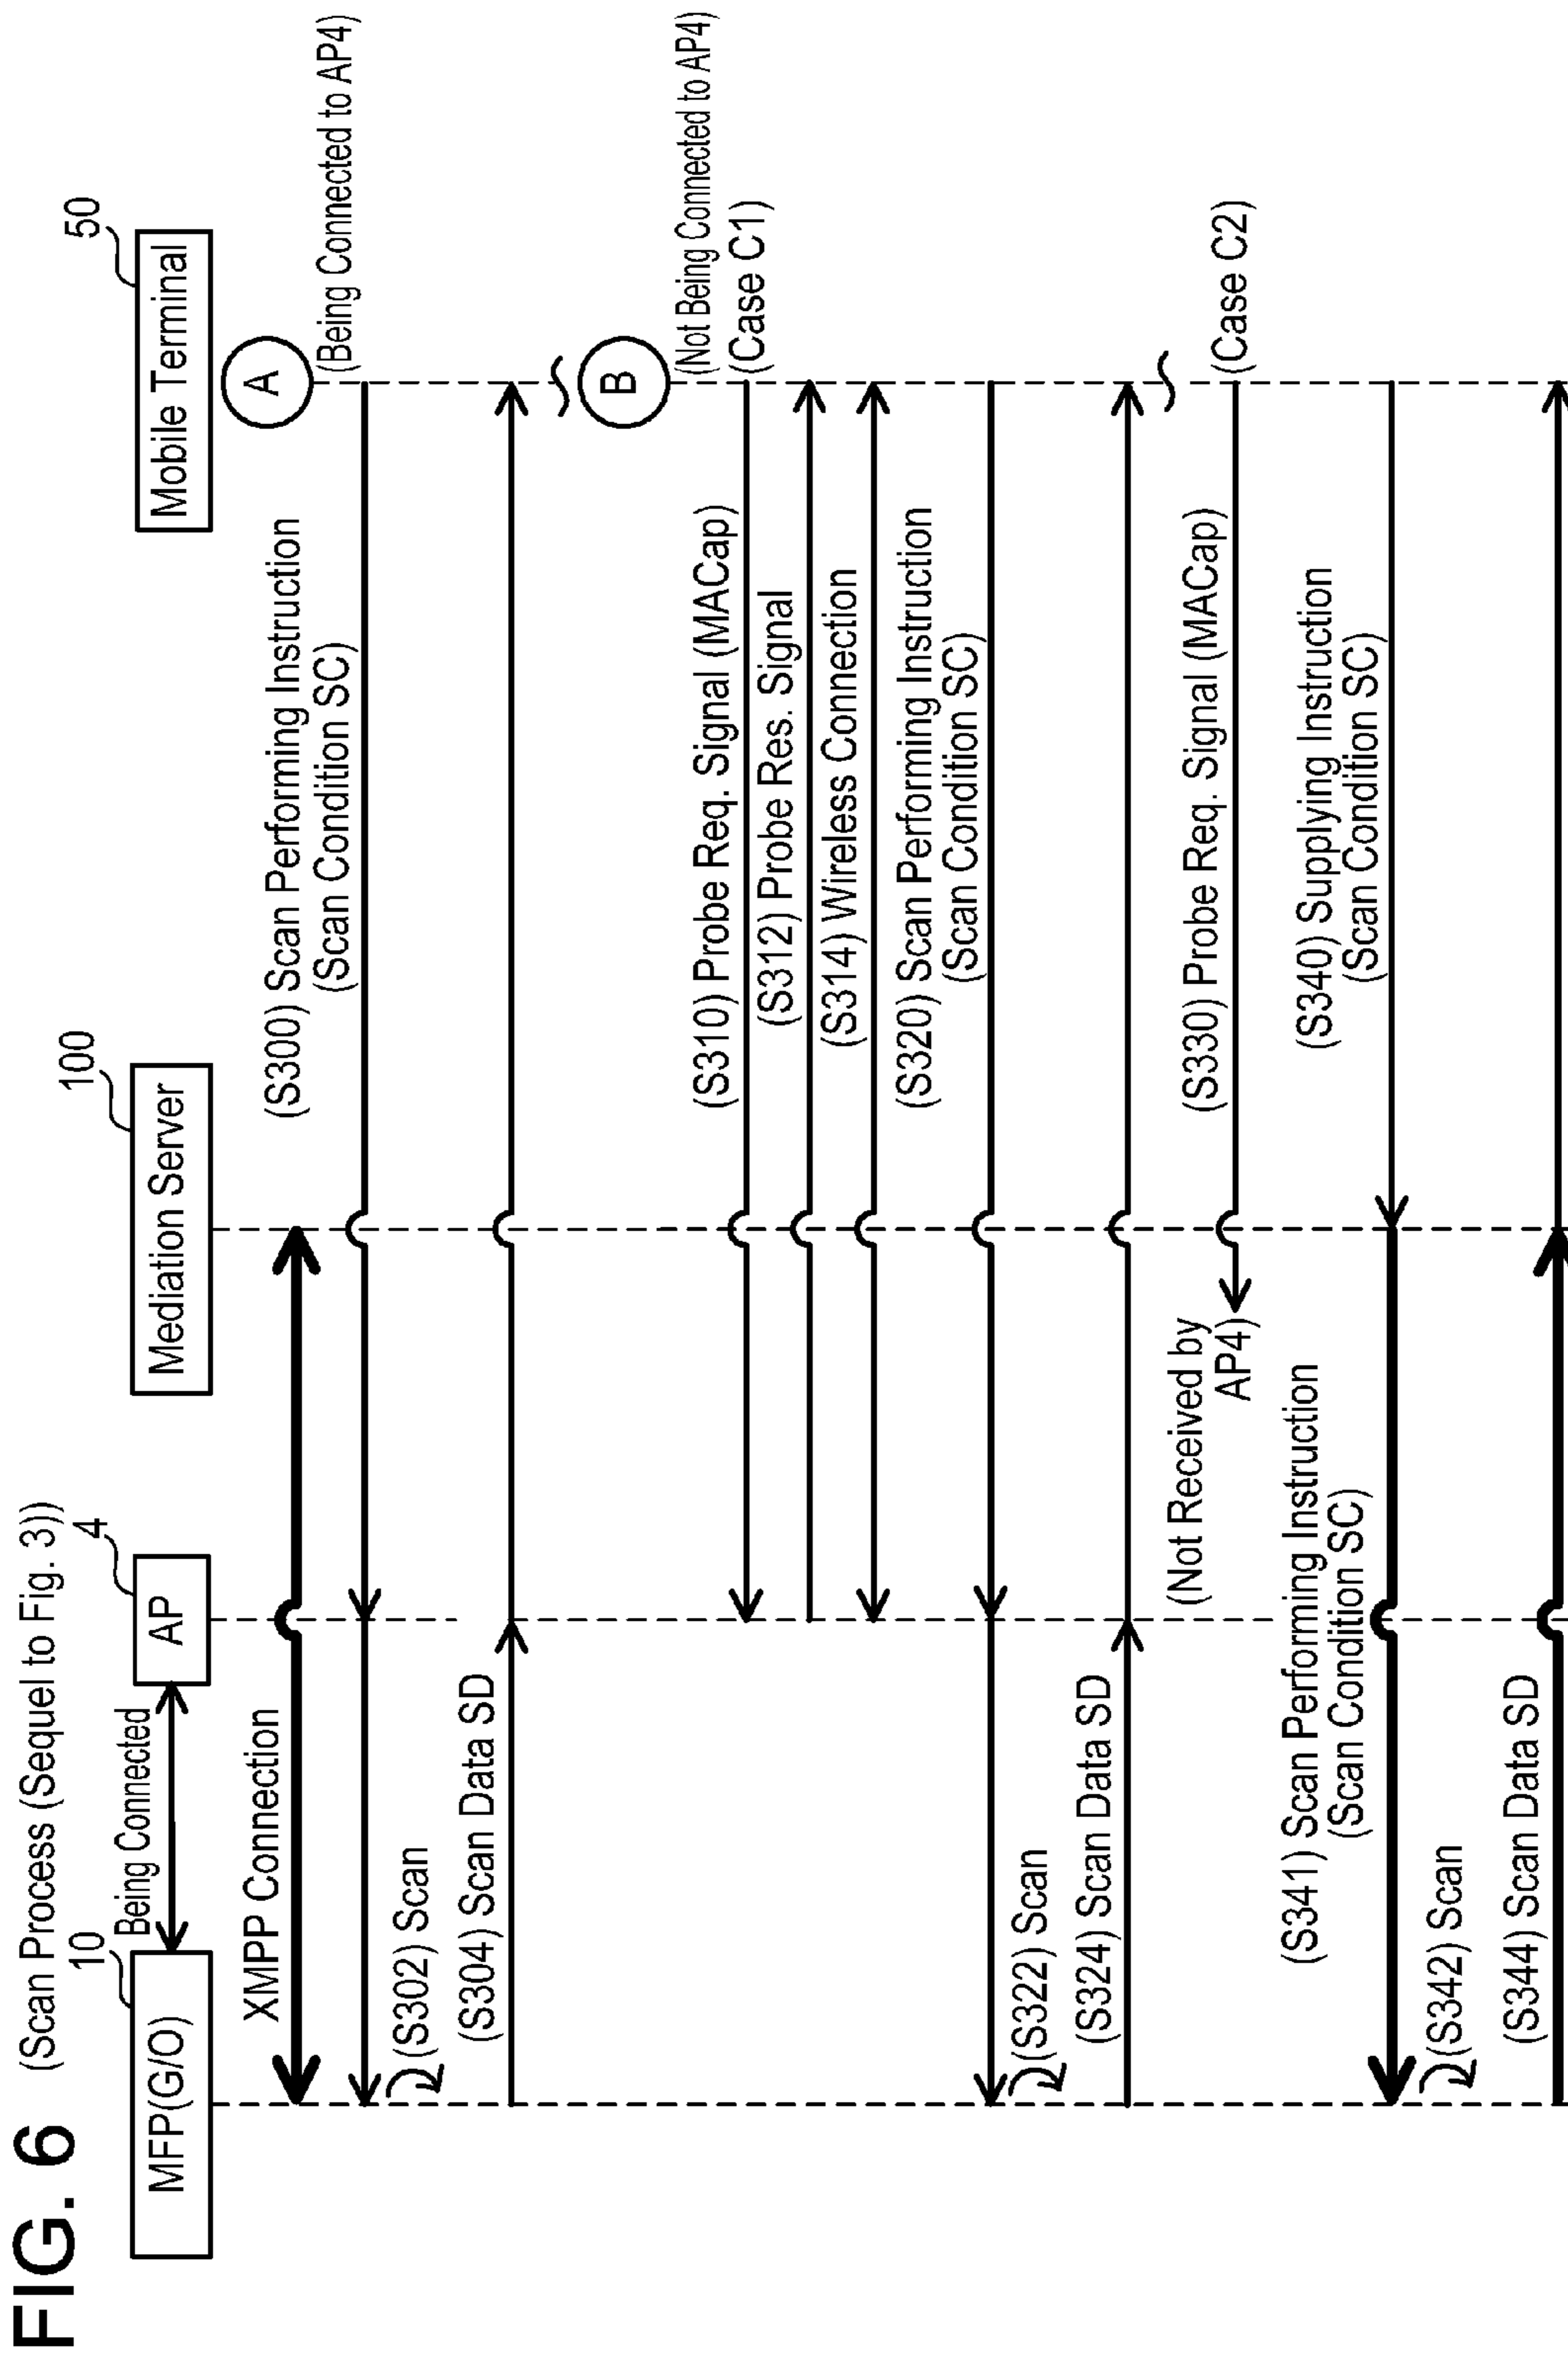 FIG. 6
(Scan Process (Sequel to Fig. 3))
10
4
100
50
MFP(G/O)
Being Connected
AP
Mediation Server
Mobile Terminal
A
XMPP Connection
(Being Connected to AP4)
(S300) Scan Performing Instruction
(Scan Condition SC)
(S302) Scan
(S304) Scan Data SD
B
(Not Being Connected to AP4)
(Case C1)
(S310) Probe Req. Signal (MACap)
(S312) Probe Res. Signal
(S314) Wireless Connection
(S320) Scan Performing Instruction
(Scan Condition SC)
(S322) Scan
(S324) Scan Data SD
(Case C2)
(S330) Probe Req. Signal (MACap)
(Not Received by
AP4)
(S340) Supplying Instruction
(Scan Condition SC)
(S341) Scan Performing Instruction
(Scan Condition SC)
(S342) Scan
(S344) Scan Data SD